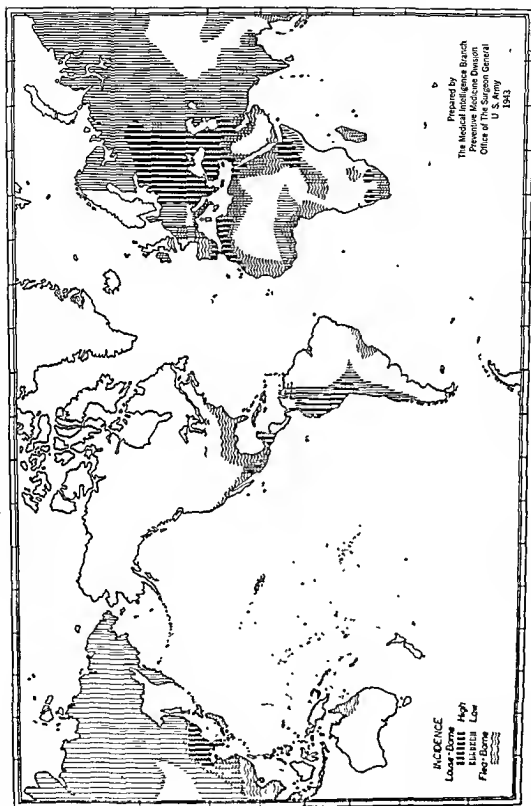 Prepared by
The Medical Intelligence Branch
Preventive Medicine Division
Office of The Surgeon General
U. S. Army
1943
INCIDENCE
Louse-Borne
High
Low
Flea-Borne